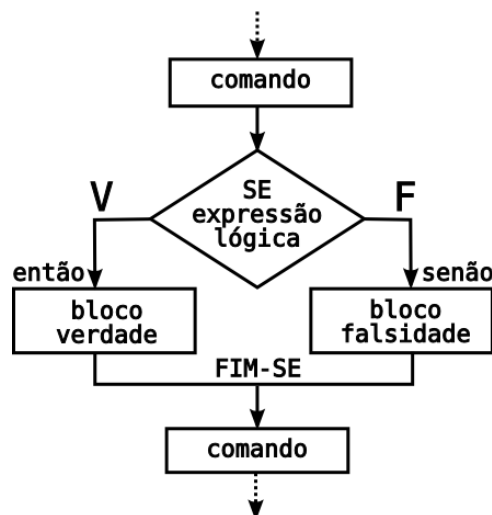 comando
V
SE
F
expressão
lógica
então
senão
bloco
verdade
bloco
falsidade
FIM-SE
comando